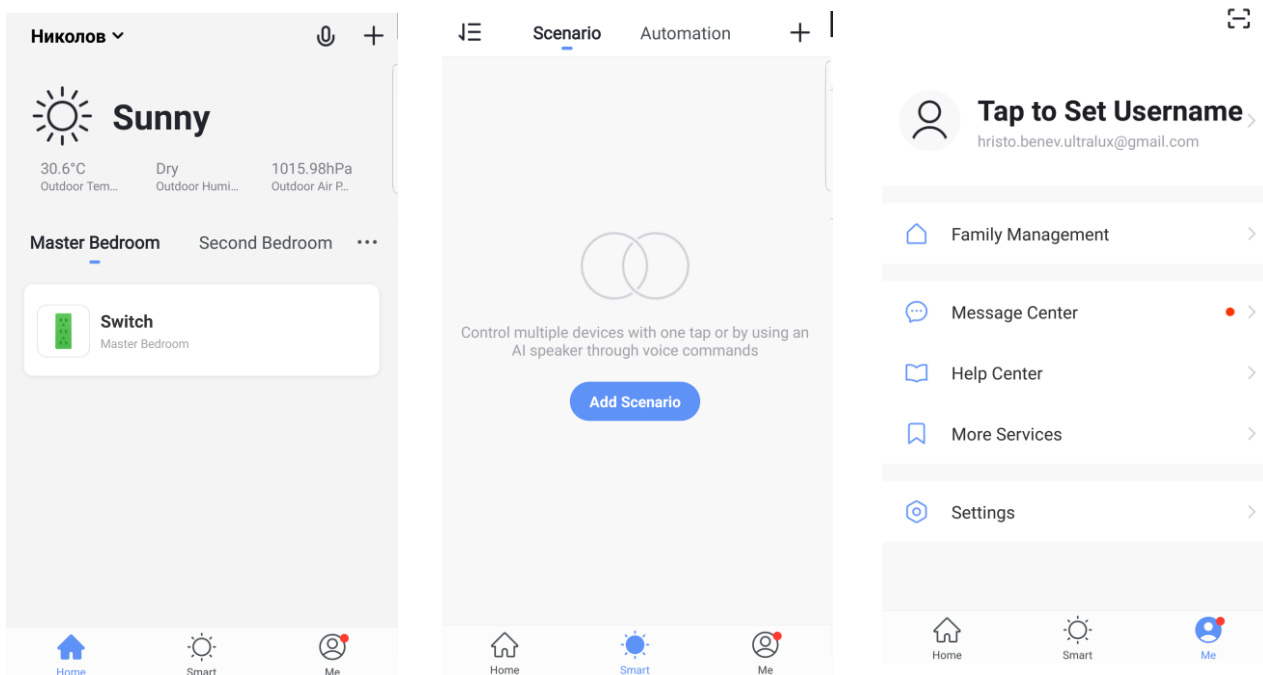 Николов
Sunny
30.6°C
Outdoor Tem...
Dry
Outdoor Humi...
1015.98hPa
Outdoor Air P...
Master Bedroom
Second Bedroom
Switch
Master Bedroom
Home
Smart
Me
Scenario
Automation
Control multiple devices with one tap or by using an
AI speaker through voice commands
Add Scenario
Home
Smart
Me
Tap to Set Username
hristo.benev.ultralux@gmail.com
Family Management
Message Center
Help Center
More Services
Settings
Home
Smart
Me